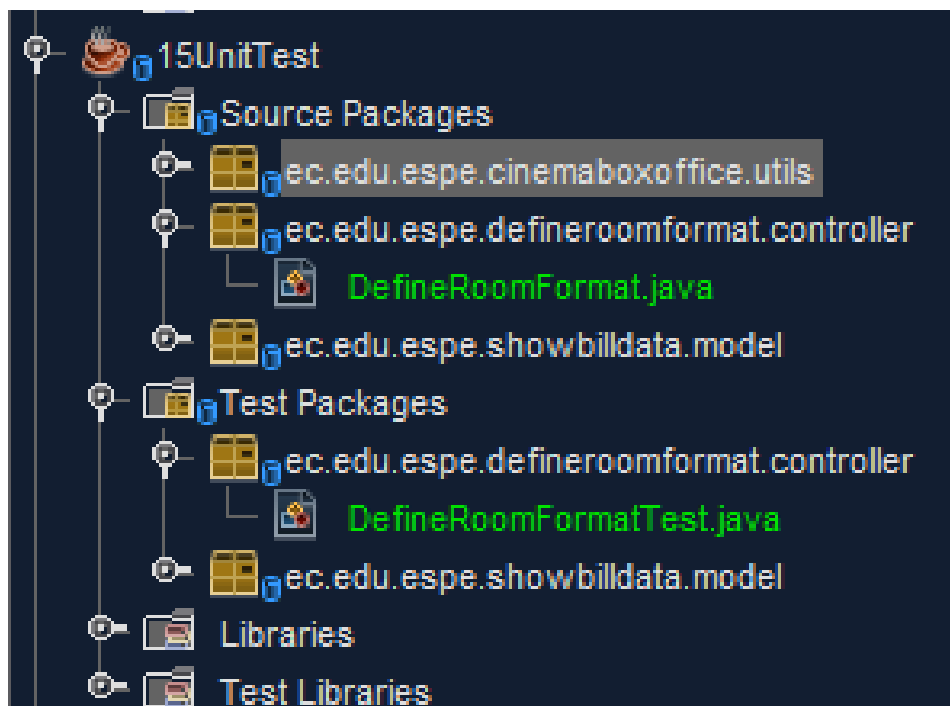 15UnitTest
Source Packages
ec.edu.espe.cinemaboxoffice.utils
ec.edu.espe.defineroomformat.controller
DefineRoomFormat.java
ec.edu.espe.showbilldata.model
Test Packages
ec.edu.espe.defineroomformat.controller
DefineRoomFormatTest.java
ec.edu.espe.showbilldata.model
Libraries
Test Libraries